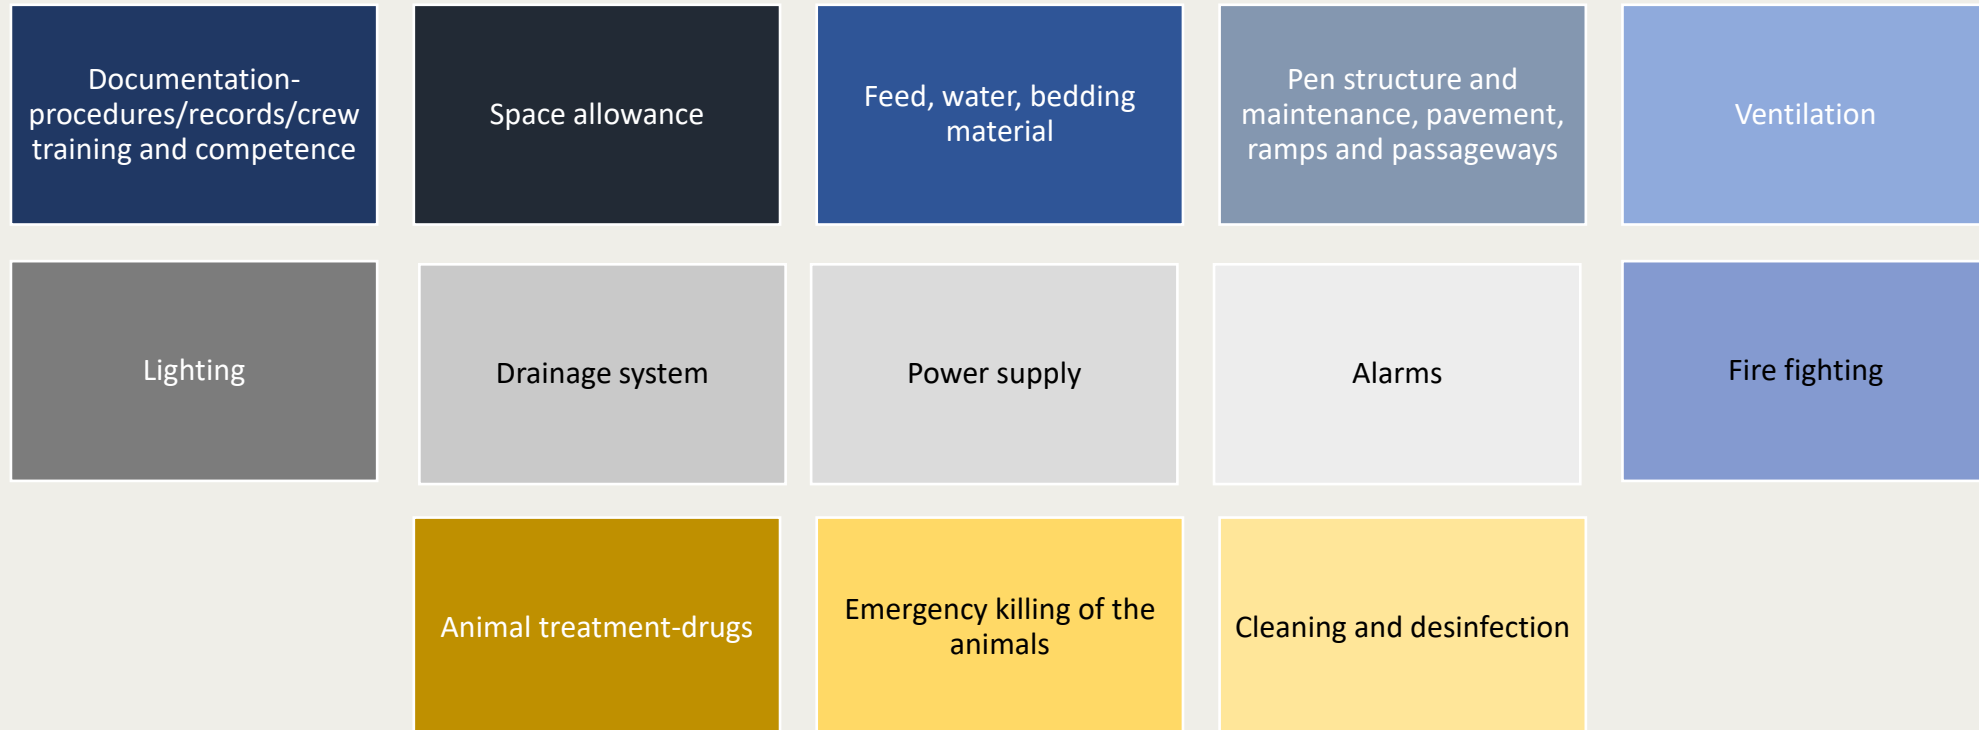 Documentation-
procedures/records/crew
training and competence
Space allowance
Feed, water, bedding
material
Pen structure and
maintenance, pavement,
ramps and passageways
Ventilation
Lighting
Drainage system
Power supply
Alarms
Fire fighting
Animal treatment-drugs
Emergency killing of the
animals
Cleaning and desinfection